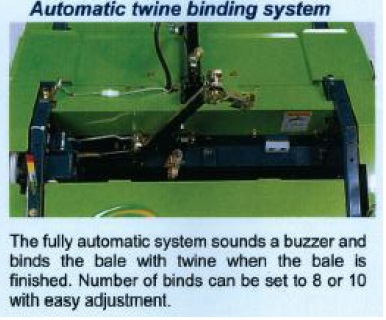 Automatic twine binding system
The fully automatic system sounds a buzzer and
binds the bale with twine when the bale is
finished. Number of binds can be set to 8 or 10
with easy adjustment.